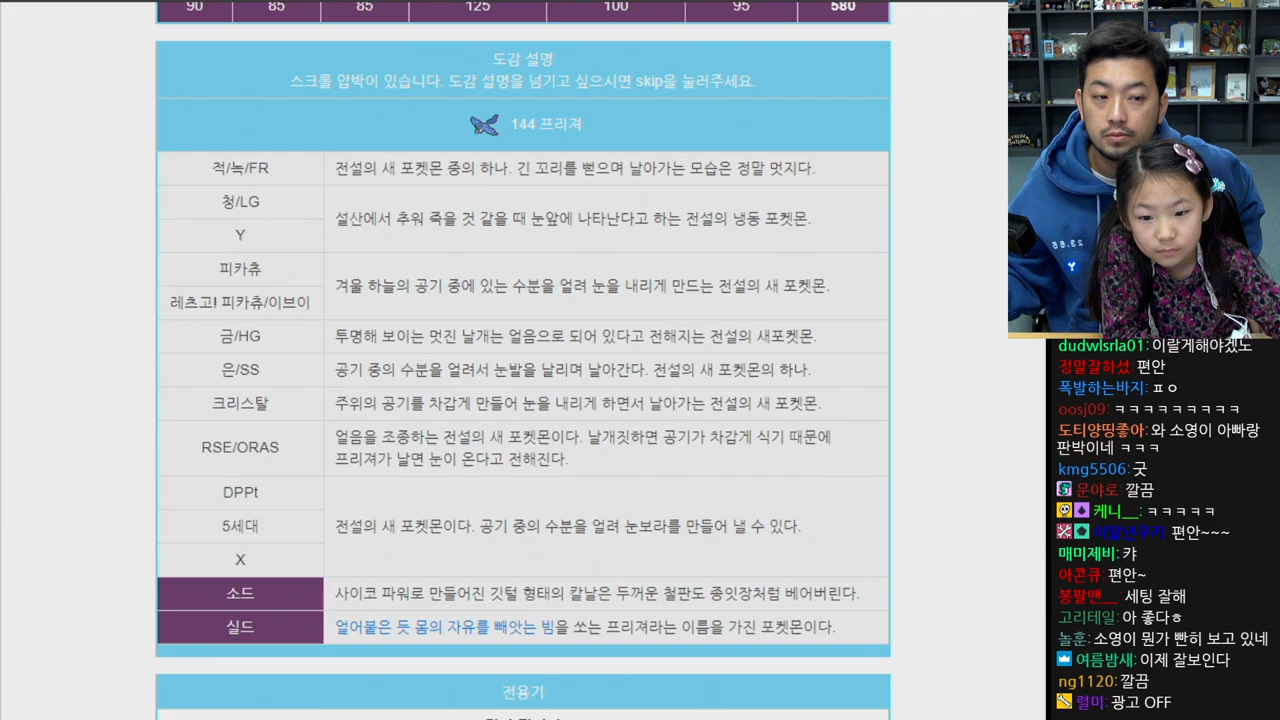 90 85 85 125 100 95 580
도감 설명
스크롤 압박이 있습니다. 도감 설명을 넘기고 싶으시면 skip을 눌러주세요.
144 프리져
적/녹/FR 전설의 새 포켓몬 중의 하나. 긴 꼬리를 뻗으며 날아가는 모습은 정말 멋지다.
청/LG
설산에서 추워 죽을 것 같을 때 눈앞에 나타난다고 하는 전설의 냉동 포켓몬.
Y
피카츄
겨울 하늘의 공기 중에 있는 수분을 얼려 눈을 내리게 만드는 전설의 새 포켓몬.
레츠고! 피카츄/이브이
금/HG 투명해 보이는 멋진 날개는 얼음으로 되어 있다고 전해지는 전설의 새포켓몬.
은/SS 공기 중의 수분을 얼려서 눈발을 날리며 날아간다. 전설의 새 포켓몬의 하나.
크리스탈 주위의 공기를 차갑게 만들어 눈을 내리게 하면서 날아가는 전설의 새 포켓몬.
RSE/ORAS 얼음을 조종하는 전설의 새 포켓몬이다. 날개짓하면 공기가 차갑게 식기 때문에
프리져가 날면 눈이 온다고 전해진다.
DPPt
5세대 전설의 새 포켓몬이다. 공기 중의 수분을 얼려 눈보라를 만들어 낼 수 있다.
X
소드 사이코 파워로 만들어진 깃털 형태의 칼날은 두꺼운 철판도 종잇장처럼 베어버린다.
실드 얼어붙은 듯 몸의 자유를 빼앗는 빔을 쏘는 프리져라는 이름을 가진 포켓몬이다.
전용기
dudwlsrla01: 이랄게해야겠도
정말잘하셨: 편안
폭발하는바지: ㅍㅇ
oosj09: ㅋㅋㅋㅋㅋㅋㅋㅋㅋ
도티양띵좋아: 와 소영이 아빠랑
판박이네 ㅋㅋㅋ
kmg5506: 굿
문야로: 깔끔
케니__: ㅋㅋㅋㅋㅋ
편안~~~
매미제비: 캬
아콘큐: 편안~
봉팔맨__: 세팅 잘해
고리테일: 아 좋다ㅎ
놀훈: 소영이 뭔가 빤히 보고 있네
여름밤새: 이제 잘보인다
ng1120: 깔끔
렬미: 광고 OFF